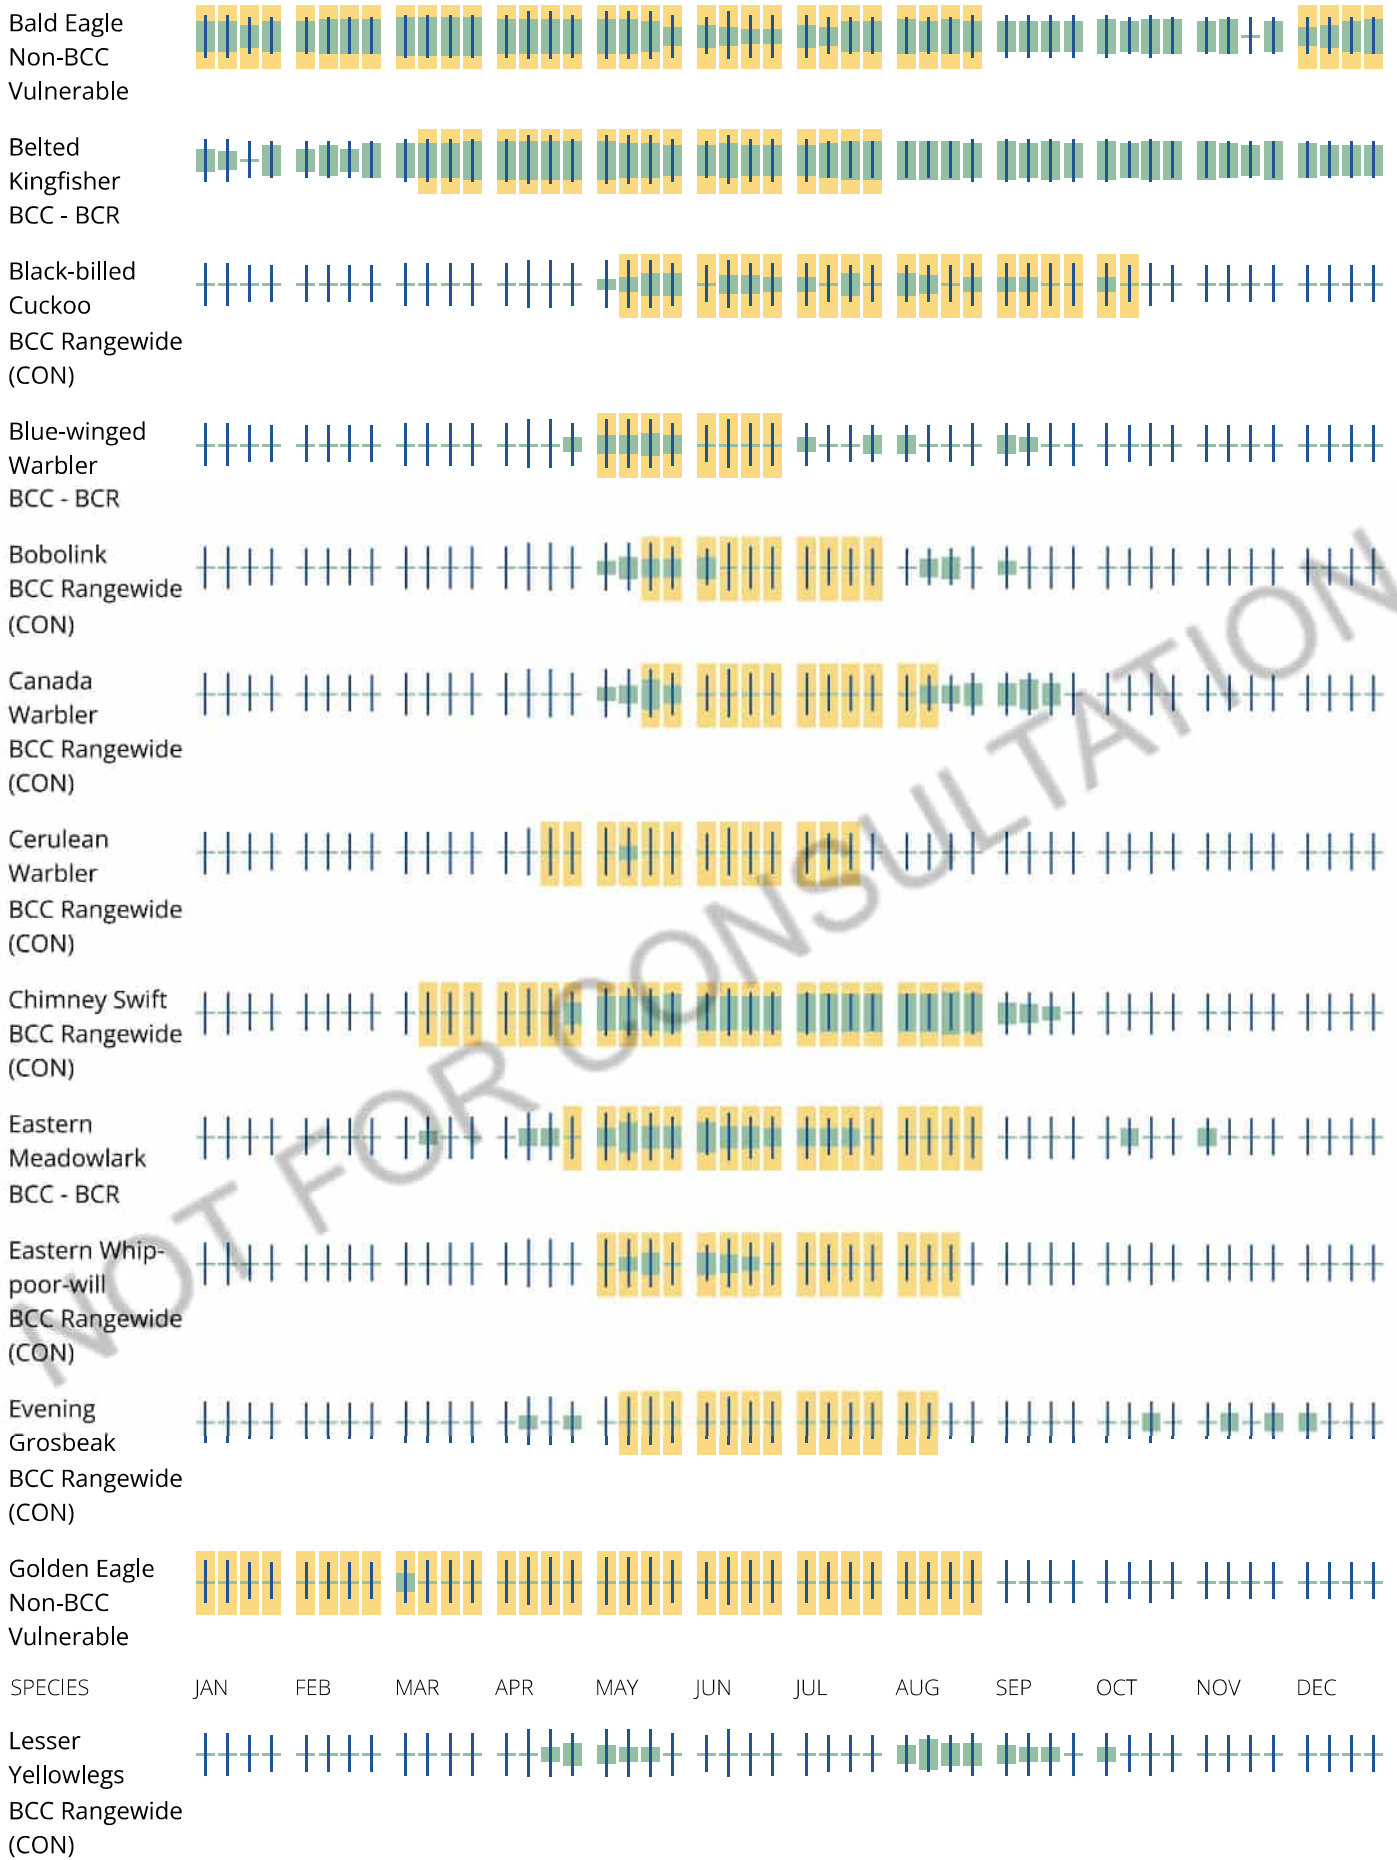 Bald Eagle
Non-BCC
Vulnerable
Belted
Kingfisher
BCC - BCR
Black-billed
Cuckoo
BCC Rangewide
(CON)
Blue-winged
Warbler
BCC - BCR
Bobolink
BCC Rangewide
(CON)
Canada
Warbler
BCC Rangewide
(CON)
Cerulean
Warbler
BCC Rangewide
(CON)
Chimney Swift
BCC Rangewide
(CON)
Eastern
Meadowlark
BCC - BCR
Eastern Whip-
poor-will
BCC Rangewide
(CON)
Evening
Grosbeak
BCC Rangewide
(CON)
Golden Eagle
Non-BCC
Vulnerable
SPECIES JAN FEB MAR APR MAY JUN JUL AUG SEP OCT NOV DEC
Lesser
Yellowlegs
BCC Rangewide
(CON)
NOT FOR CONSULTATION